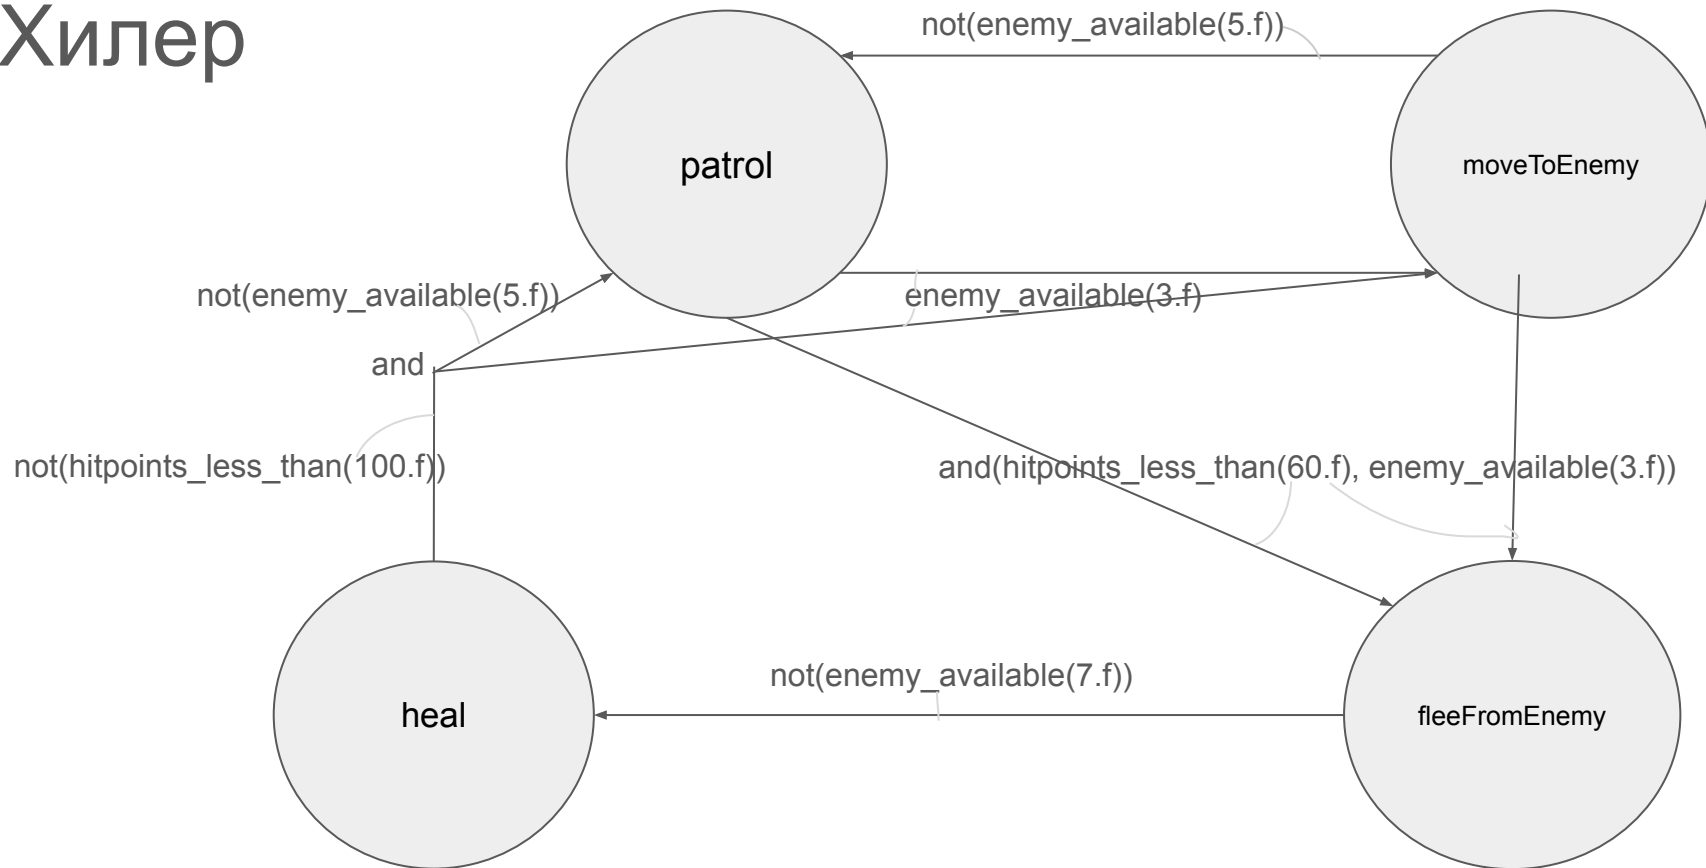 Хилер
not(enemy_available(5.f))
patrol
moveToEnemy
not(enemy_available(5.f))
enemy_available(3.f)
and
not(hitpoints_less_than(100.f))
and(hitpoints_less_than(60.f), enemy_available(3.f))
not(enemy_available(7.f))
heal
fleeFromEnemy